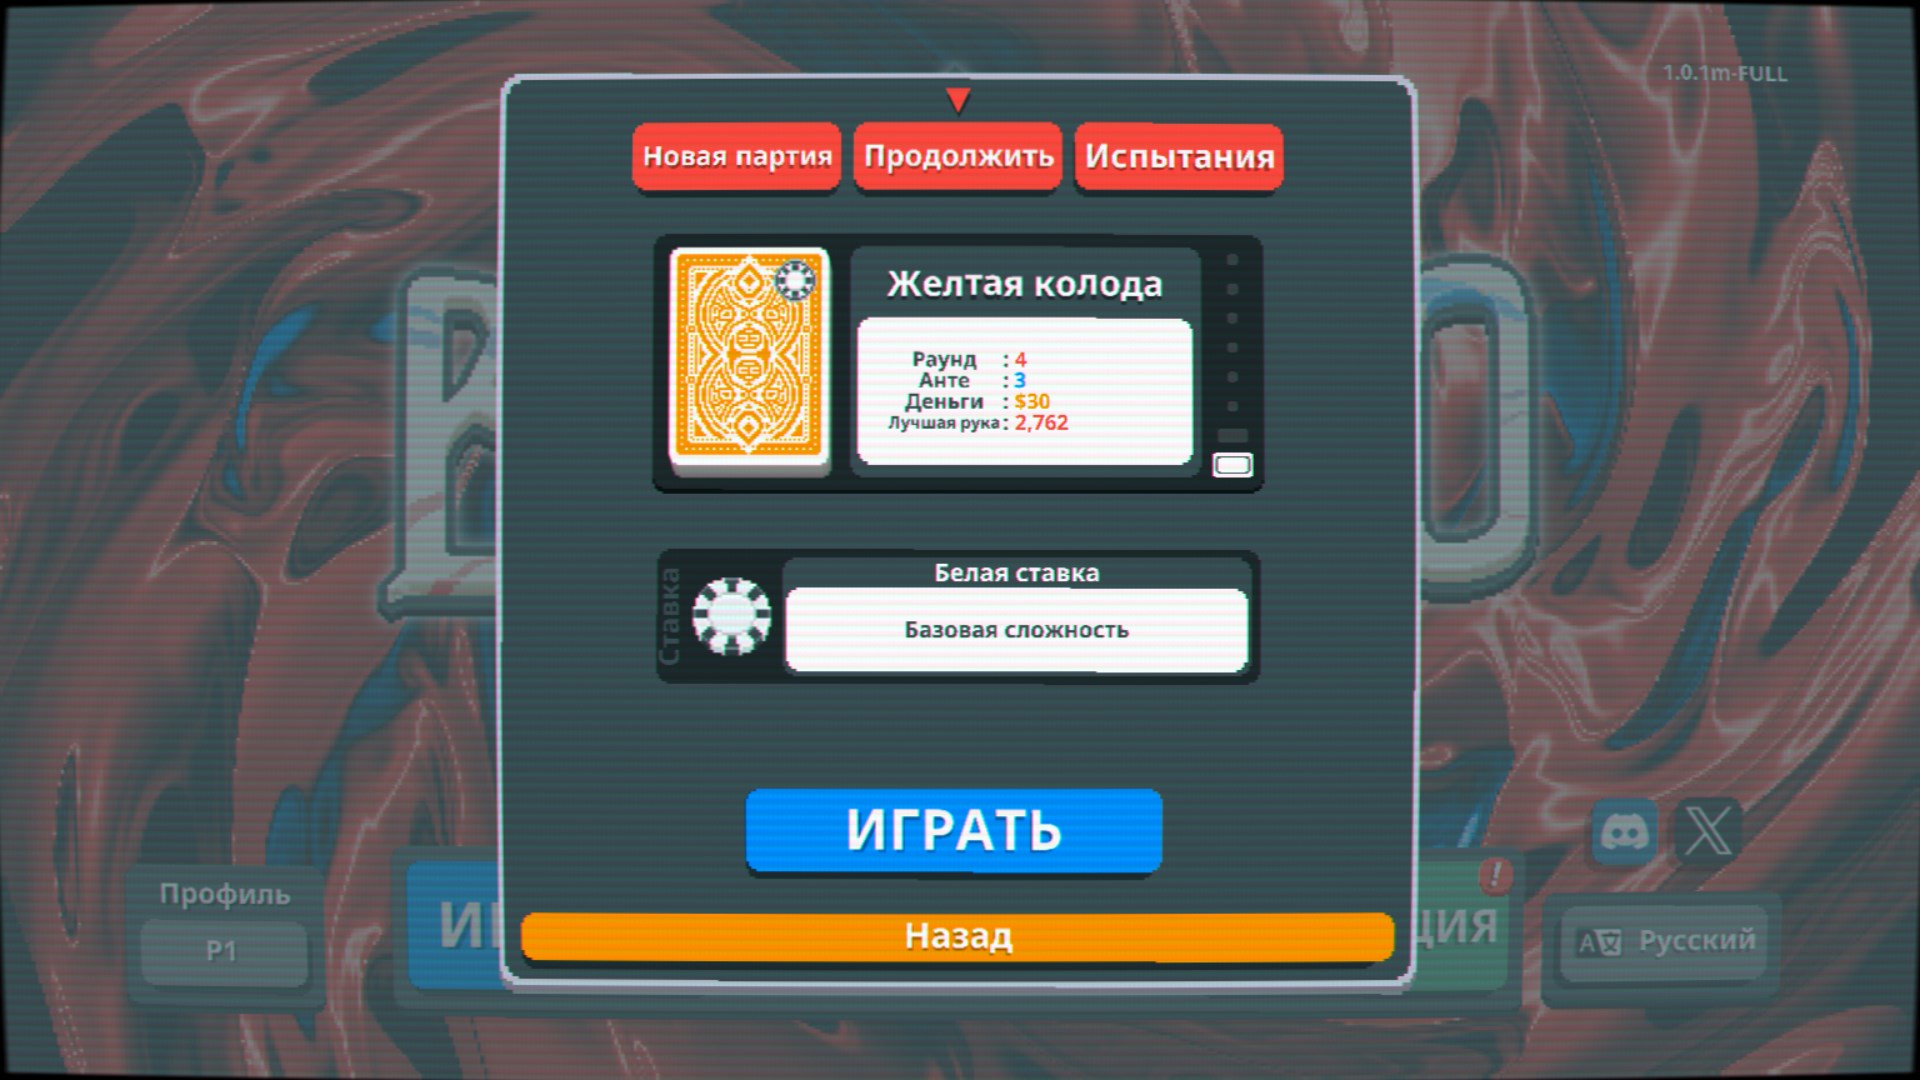 1.0.1m-FULL
Новая партия
Продолжить
Испытания
Желтая колода
Раунд : 4
Анте : 3
Деньги : $30
Лучшая рука : 2,762
Ставка
Белая ставка
Базовая сложность
ИГРАТЬ
Профиль
P1
Назад
Русский